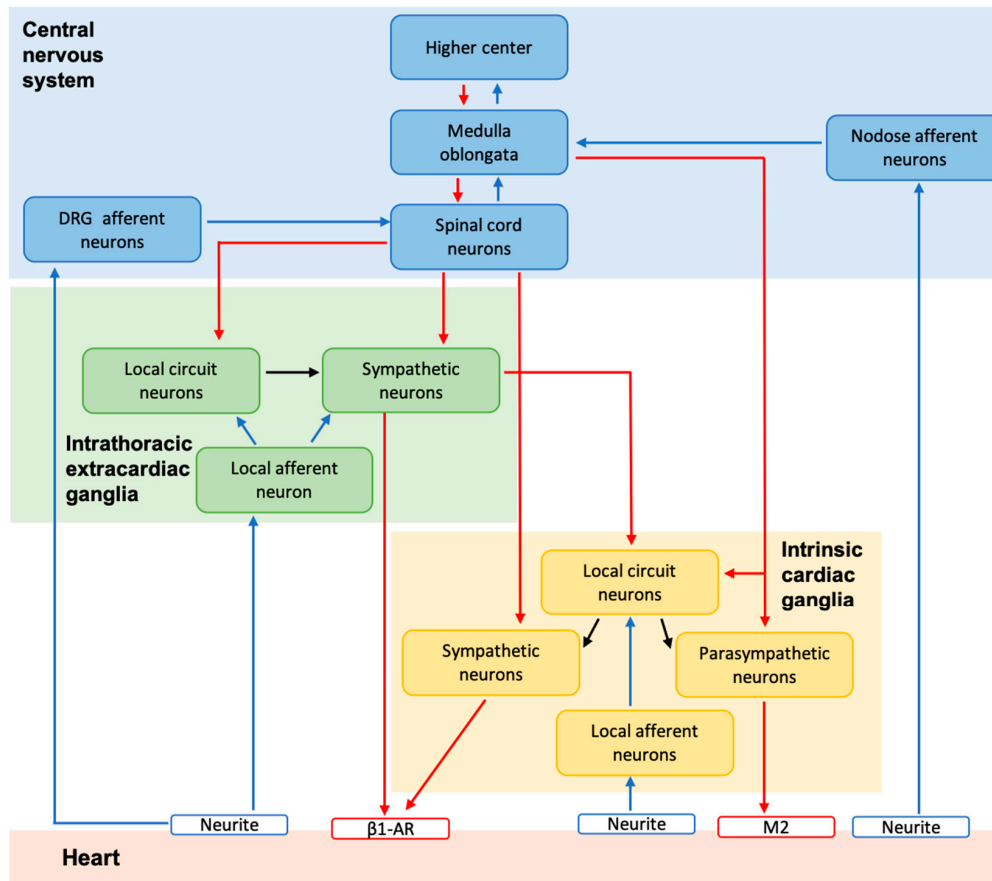 Central
nervous
system
Higher center
Medulla
oblongata
Nodose afferent
neurons
DRG  afferent
neurons
Spinal cord
neurons
Local circuit
neurons
Sympathetic
neurons
Intrathoracic
extracardiac
ganglia
Local afferent
neuron
Local circuit
neurons
Intrinsic
cardiac
ganglia
Sympathetic
neurons
Parasympathetic
neurons
Local afferent
neurons
Neurite
β1-AR
Neurite
M2
Neurite
Heart